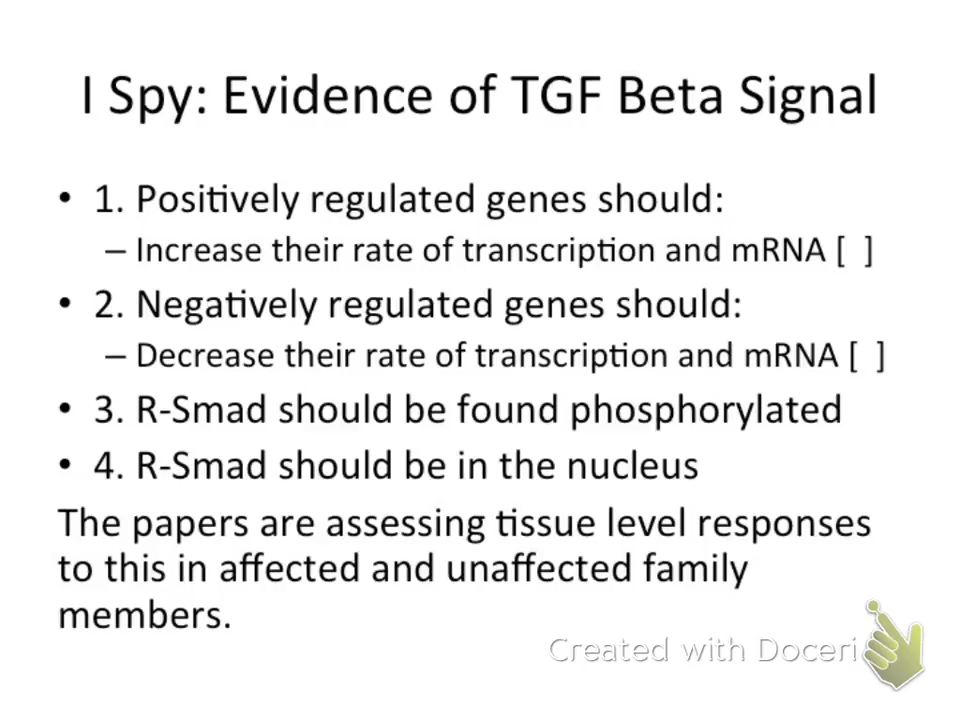 I Spy: Evidence of TGF Beta Signal
• 1. Positively regulated genes should:
– Increase their rate of transcription and mRNA [ ]
• 2. Negatively regulated genes should:
– Decrease their rate of transcription and mRNA [ ]
• 3. R-Smad should be found phosphorylated
• 4. R-Smad should be in the nucleus
The papers are assessing tissue level responses
to this in affected and unaffected family
members.
Created with Doceri